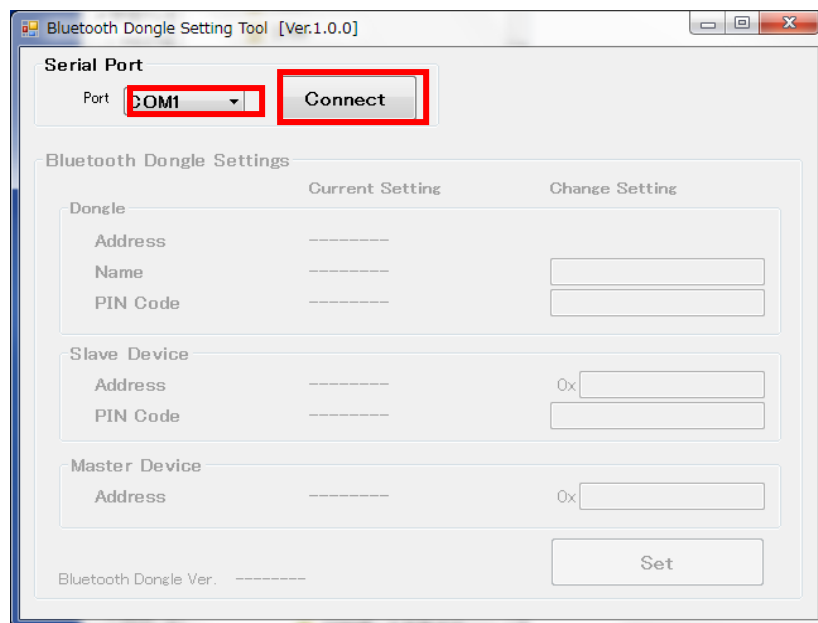 Bluetooth Dongle Setting Tool [Ver.1.0.0]
Serial Port
Port COM1 Connect
Bluetooth Dongle Settings
Current Setting Change Setting
Dongle
Address --------
Name --------
PIN Code --------
Slave Device
Address -------- 0x
PIN Code --------
Master Device
Address -------- 0x
Set
Bluetooth Dongle Ver. --------